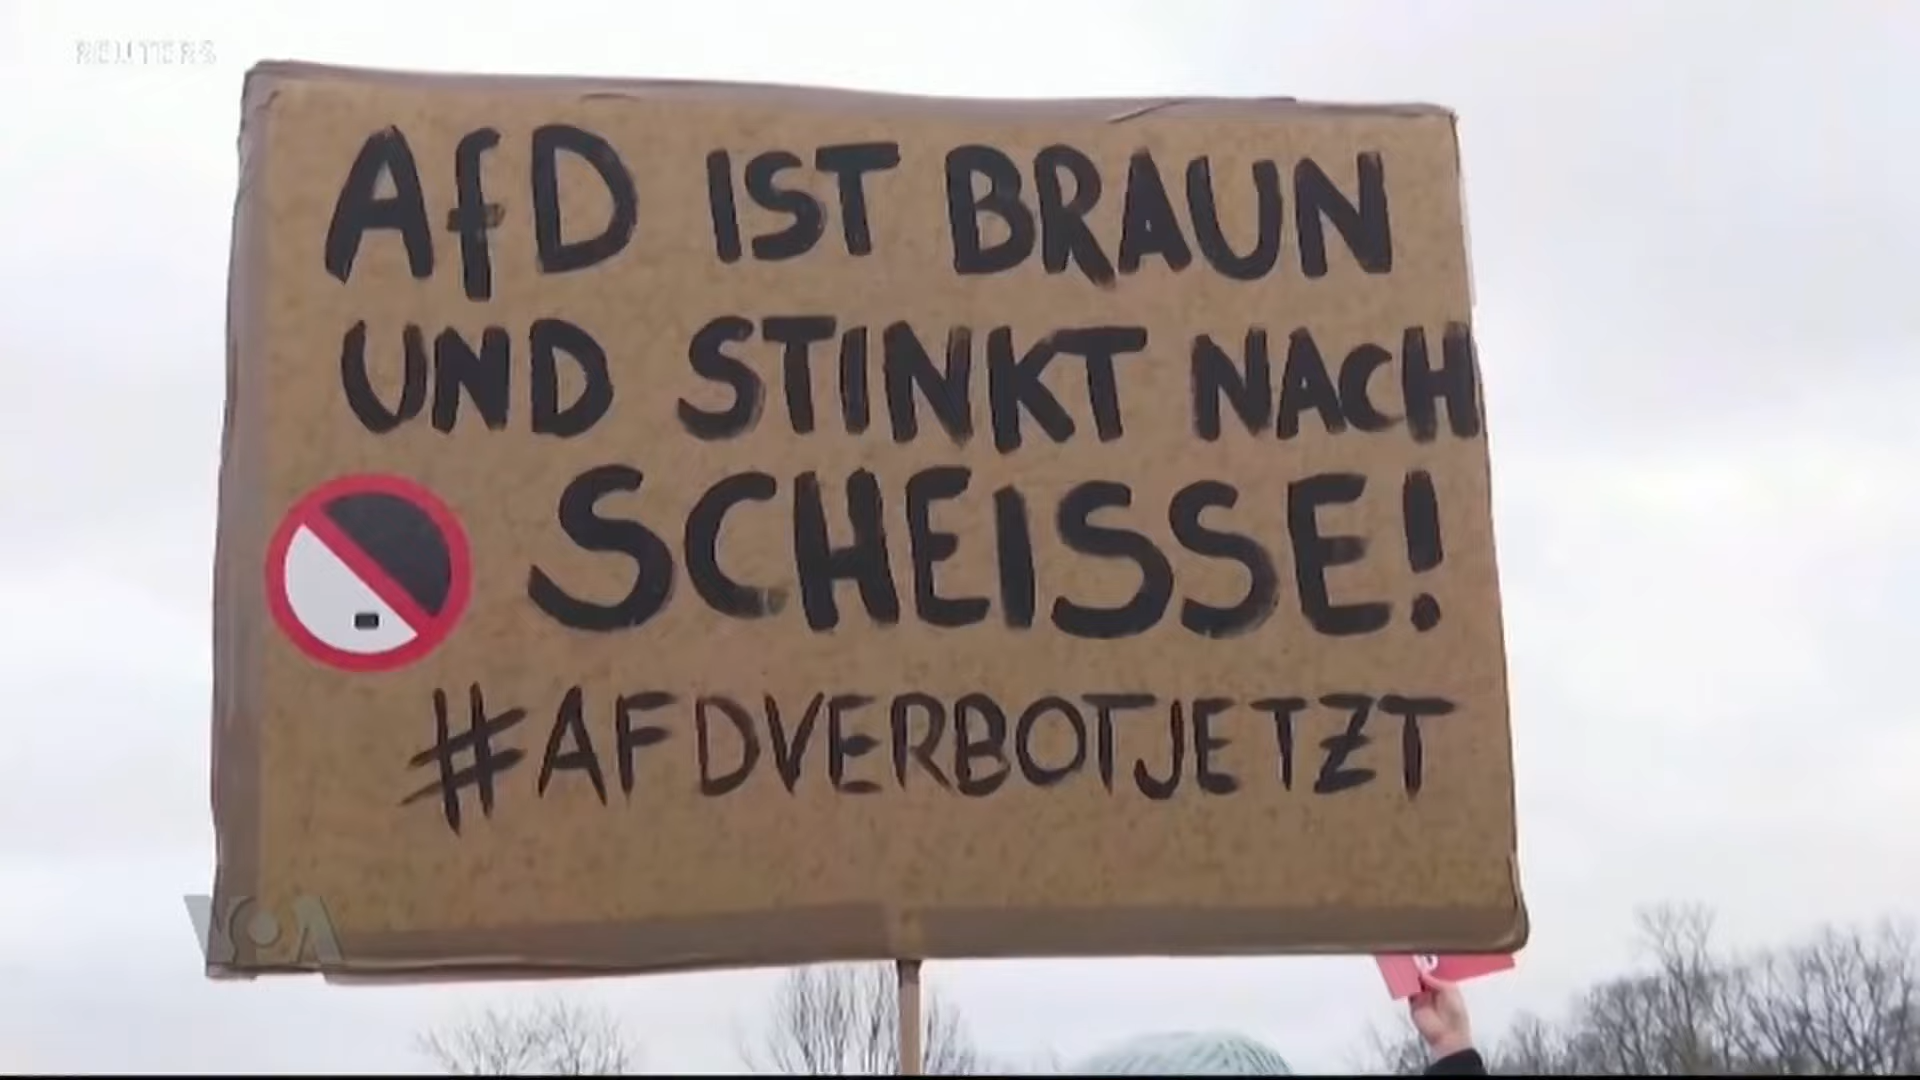 REUTERS
AfD IST BRAUN
UND STINKT NACH
SCHEISSE!
#AFDVERBOTJETZT
VOA